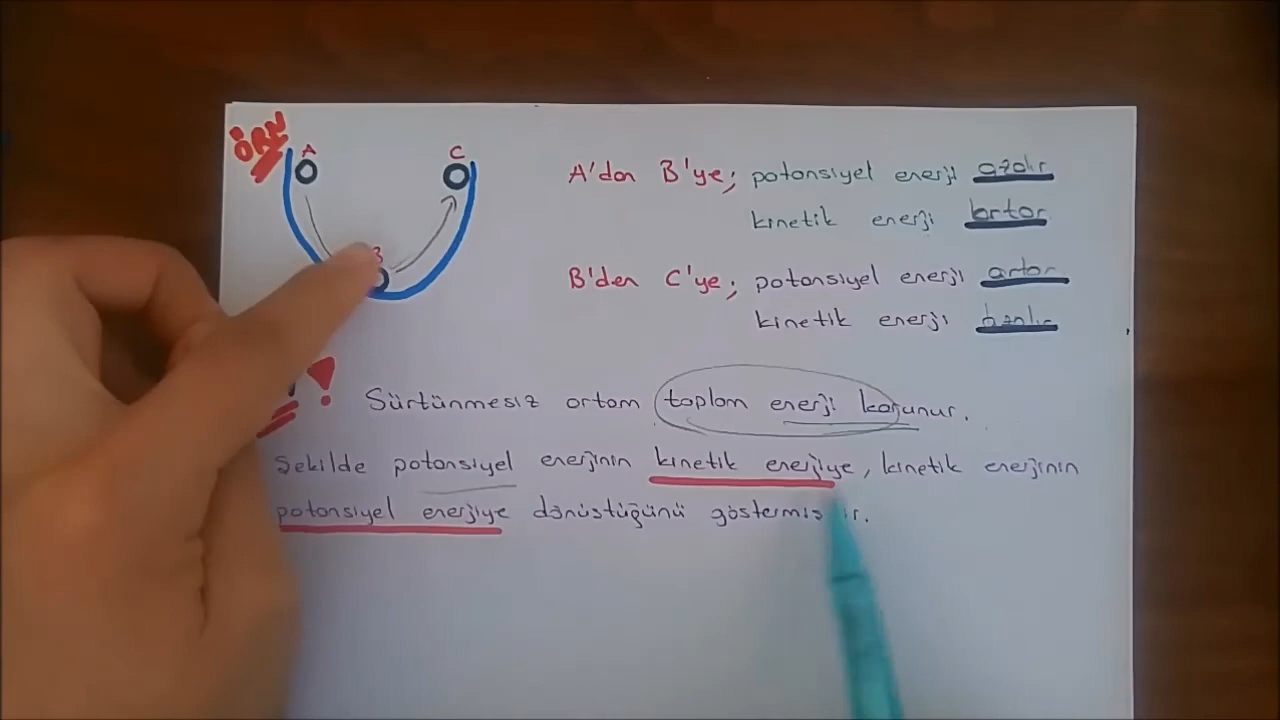 ÖRN
A
C
B
A'dan B'ye; potansiyel enerji azalır
kinetik enerji artar
B'den C'ye; potansiyel enerji artar
kinetik enerji azalır
! Sürtünmesiz ortam toplam enerji korunur.
Şekilde potansiyel enerjinin kinetik enerjiye, kinetik enerjinin
potansiyel enerjiye dönüştüğünü göstermiştir.